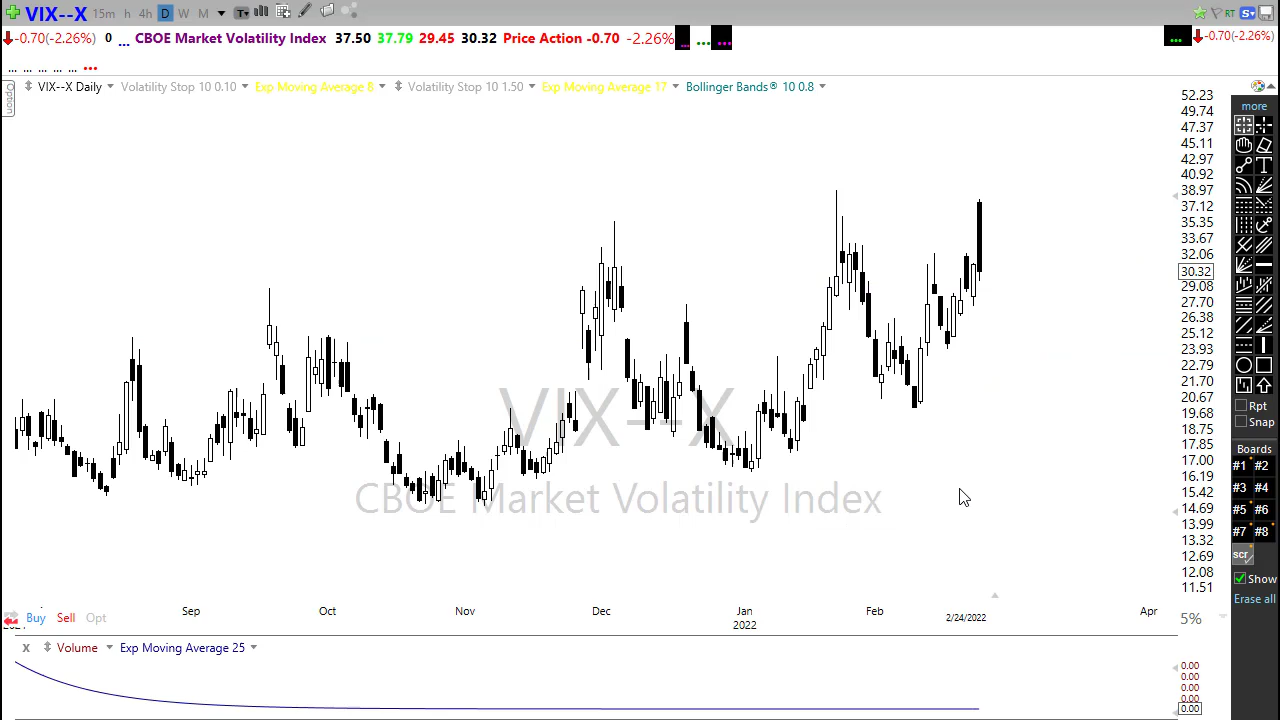 VIX--X 15m h 4h D W M T RT S
-0.70(-2.26%) 0 ... CBOE Market Volatility Index 37.50 37.79 29.45 30.32 Price Action -0.70 -2.26% ... ... ... ... -0.70(-2.26%)
... ... ... ... ... ...
Option VIX--X Daily Volatility Stop 10 0.10 Exp Moving Average 8 Volatility Stop 10 1.50 Exp Moving Average 17 Bollinger Bands® 10 0.8
52.23
more
49.74
47.37
45.11
42.97
40.92
38.97
37.12
35.35
33.67
32.06
30.32
29.08
27.70
26.38
25.12
23.93
22.79
21.70
20.67
19.68
18.75
17.85
17.00
16.19
15.42
14.69
13.99
13.32
12.69
12.08
11.51
VIX--X
CBOE Market Volatility Index
Rpt
Snap
Boards
#1 #2
#3 #4
#5 #6
#7 #8
scr
Show
Erase all
Sep Oct Nov Dec Jan Feb Apr
2022 2/24/2022
Buy Sell Opt 5%
X Volume Exp Moving Average 25
0.00
0.00
0.00
0.00
0.00